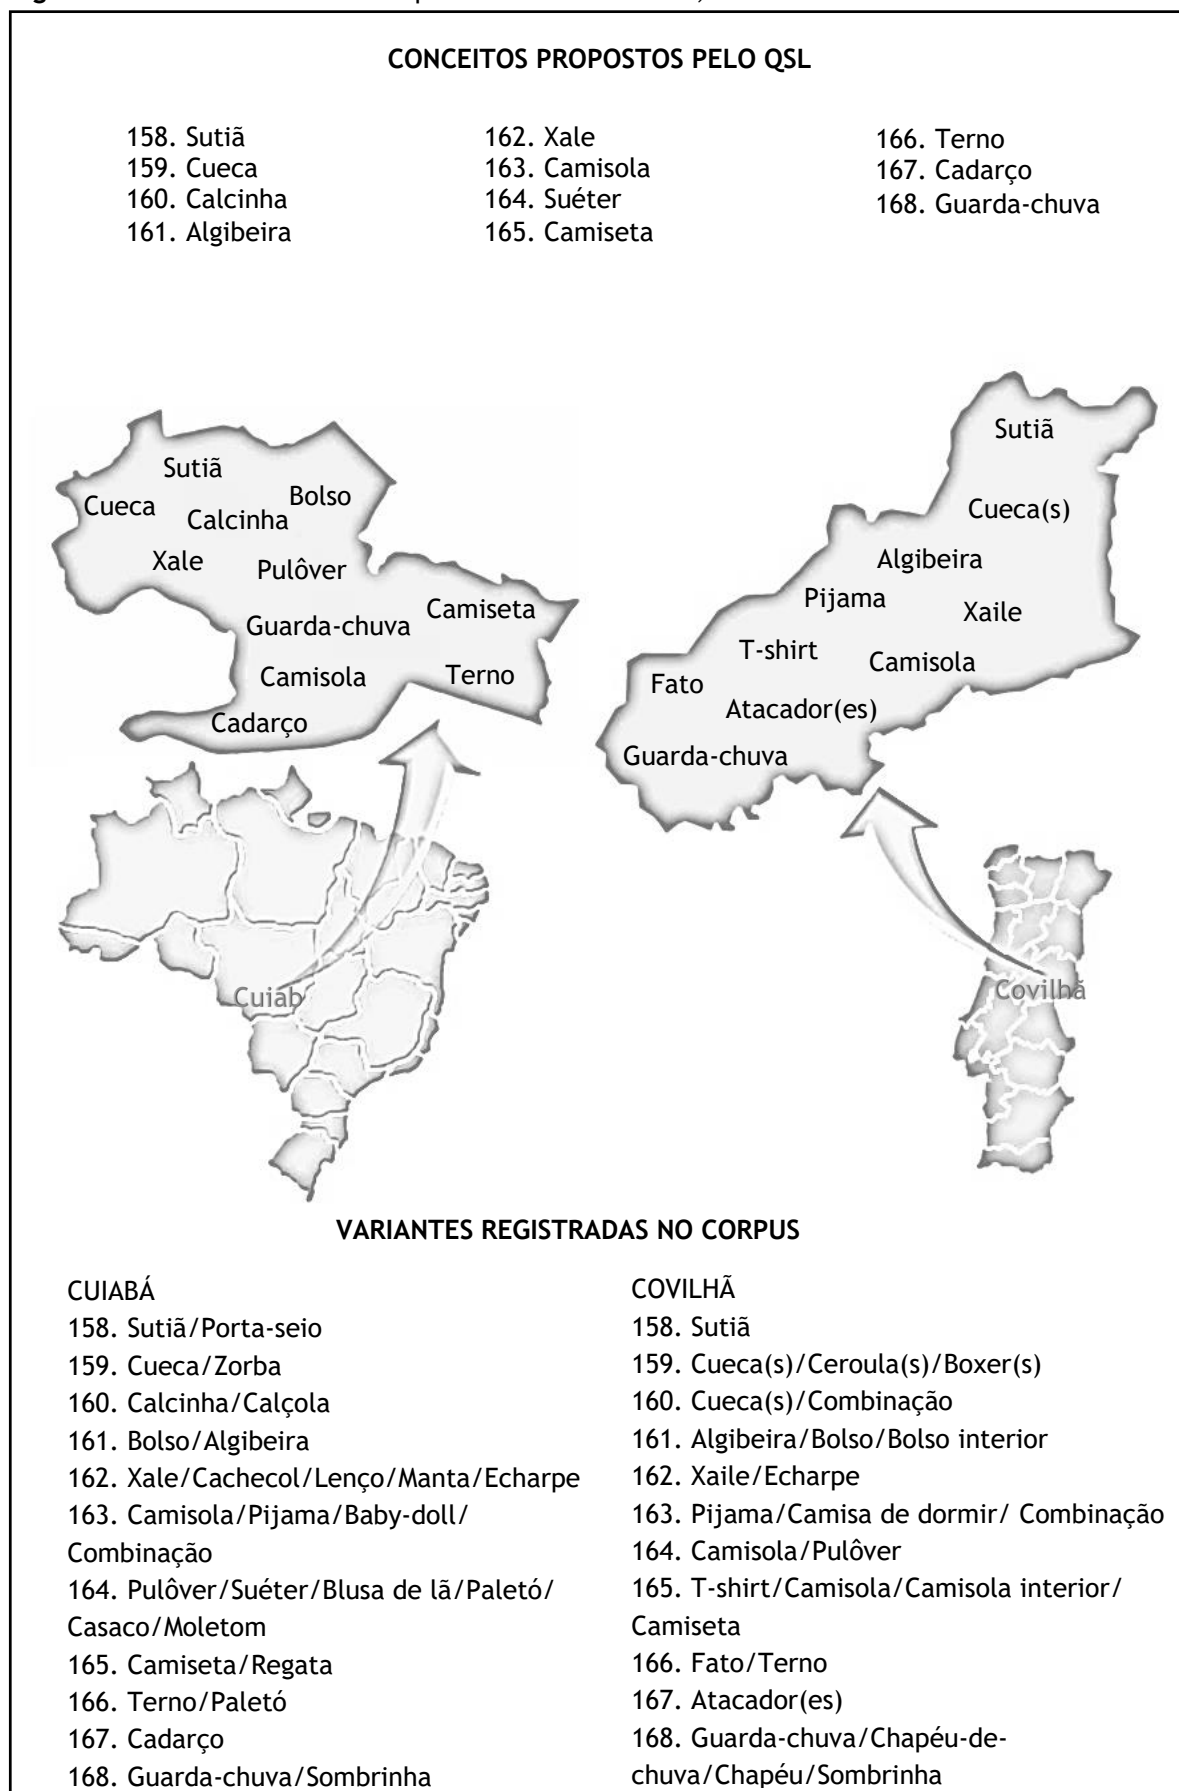 CONCEITOS PROPOSTOS PELO QSL
158. Sutiã
159. Cueca
160. Calcinha
161. Algibeira
162. Xale
163. Camisola
164. Suéter
165. Camiseta
166. Terno
167. Cadarço
168. Guarda-chuva
Sutiã
Cueca
Bolso
Calcinha
Xale
Pulôver
Camiseta
Guarda-chuva
Camisola
Terno
Cadarço
Cuiab
Sutiã
Cueca(s)
Algibeira
Pijama
Xaile
T-shirt
Camisola
Fato
Atacador(es)
Guarda-chuva
Covilhã
VARIANTES REGISTRADAS NO CORPUS
CUIABÁ
158. Sutiã/Porta-seio
159. Cueca/Zorba
160. Calcinha/Calçola
161. Bolso/Algibeira
162. Xale/Cachecol/Lenço/Manta/Echarpe
163. Camisola/Pijama/Baby-doll/
Combinação
164. Pulôver/Suéter/Blusa de lã/Paletó/
Casaco/Moletom
165. Camiseta/Regata
166. Terno/Paletó
167. Cadarço
168. Guarda-chuva/Sombrinha
COVILHÃ
158. Sutiã
159. Cueca(s)/Ceroula(s)/Boxer(s)
160. Cueca(s)/Combinação
161. Algibeira/Bolso/Bolso interior
162. Xaile/Echarpe
163. Pijama/Camisa de dormir/ Combinação
164. Camisola/Pulôver
165. T-shirt/Camisola/Camisola interior/
Camiseta
166. Fato/Terno
167. Atacador(es)
168. Guarda-chuva/Chapéu-de-
chuva/Chapéu/Sombrinha